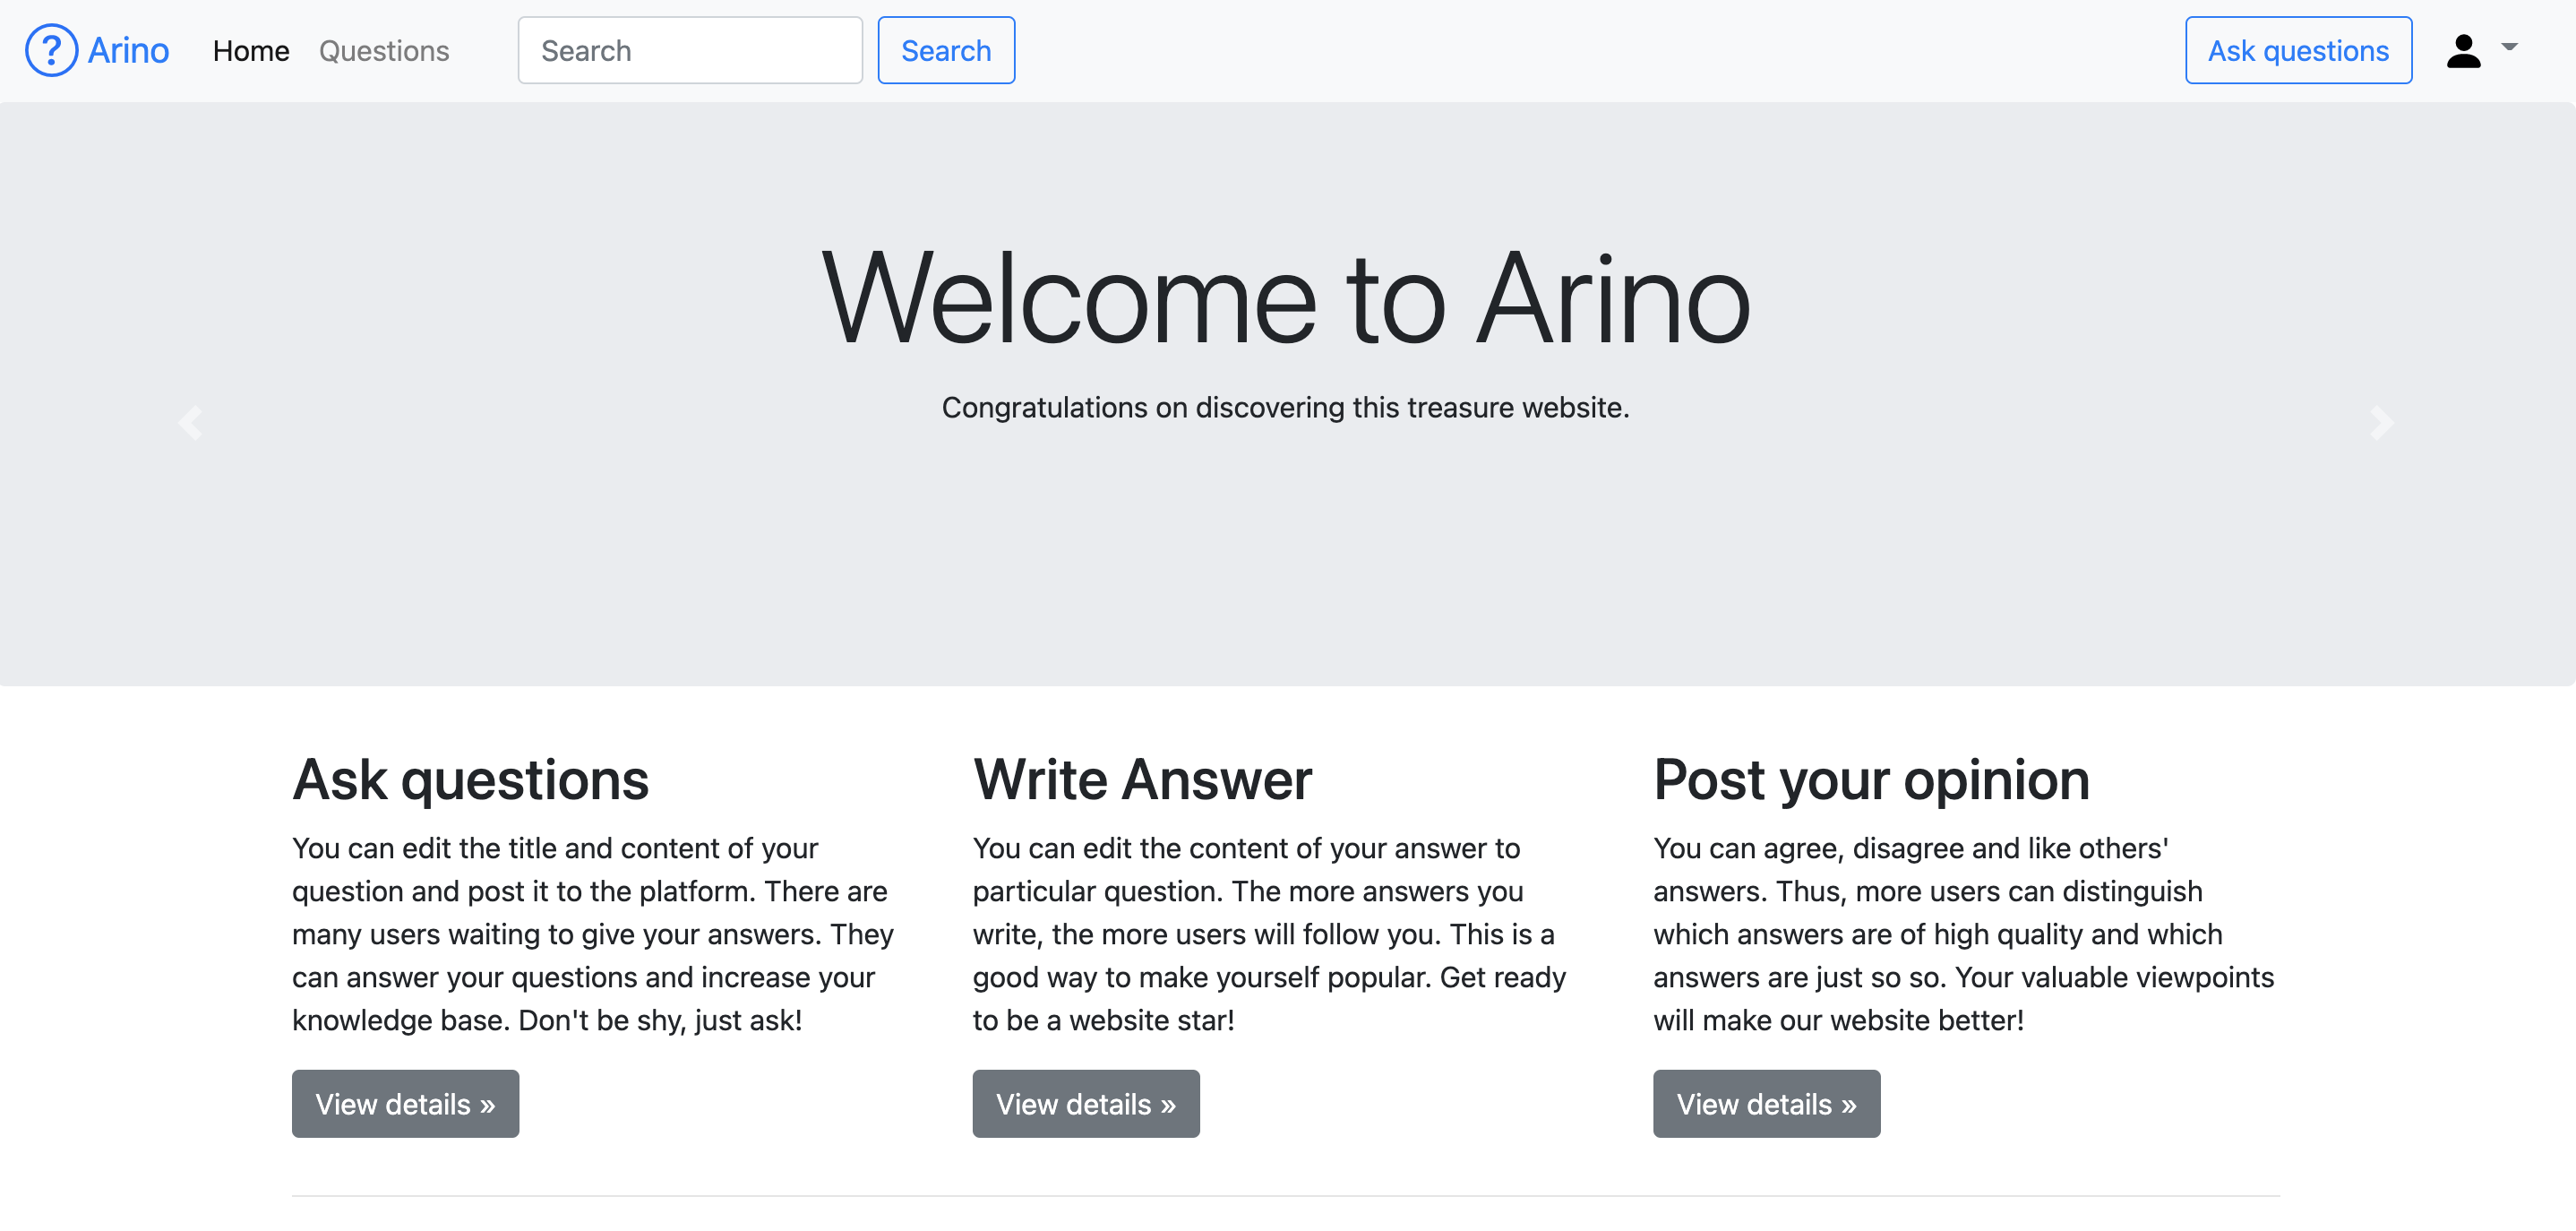 Arino Home Questions Search Search Ask questions
Welcome to Arino
Congratulations on discovering this treasure website.
Ask questions
You can edit the title and content of your
question and post it to the platform. There are
many users waiting to give your answers. They
can answer your questions and increase your
knowledge base. Don't be shy, just ask!
View details »
Write Answer
You can edit the content of your answer to
particular question. The more answers you
write, the more users will follow you. This is a
good way to make yourself popular. Get ready
to be a website star!
View details »
Post your opinion
You can agree, disagree and like others'
answers. Thus, more users can distinguish
which answers are of high quality and which
answers are just so so. Your valuable viewpoints
will make our website better!
View details »